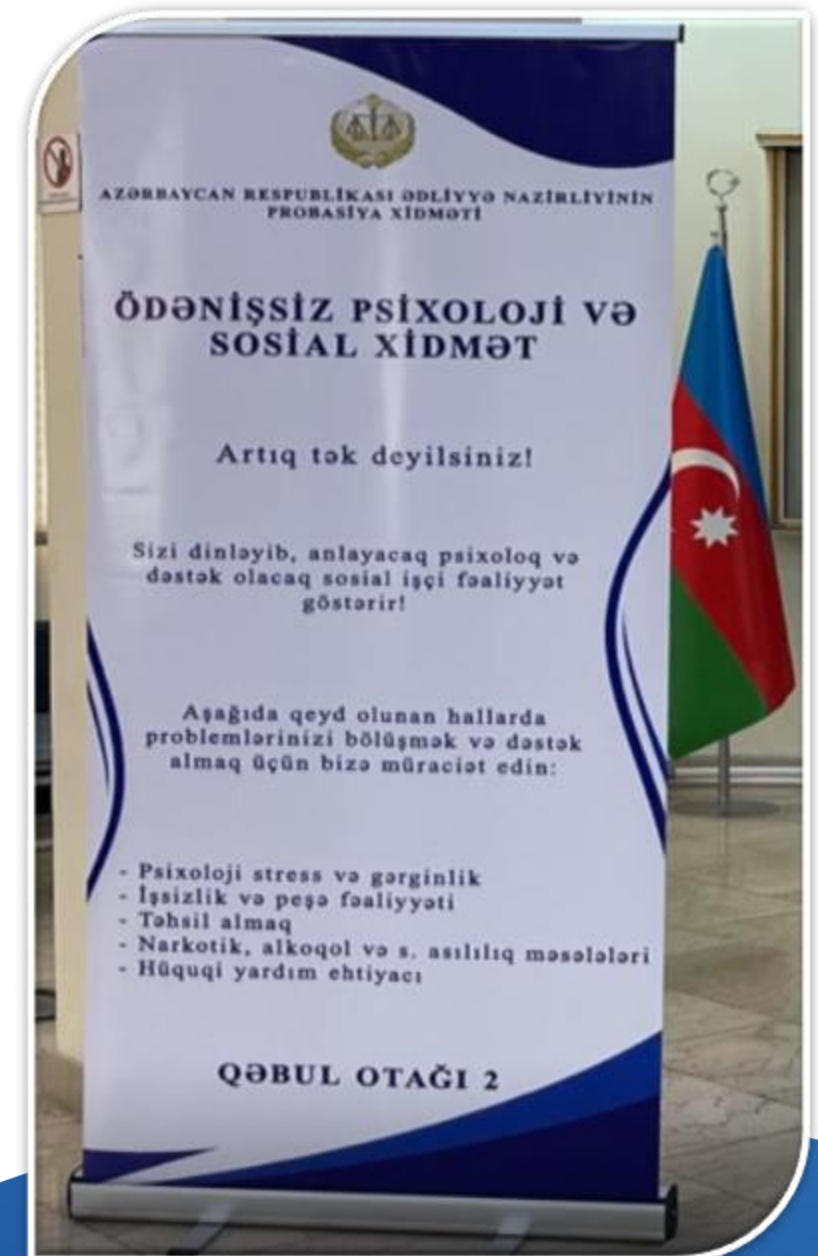 AZƏRBAYCAN RESPUBLİKASI ƏDLİYYƏ NAZİRLİYİNİN
PROBASİYA XİDMƏTİ
ÖDƏNİŞSİZ PSİXOLOJİ VƏ
SOSİAL XİDMƏT
Artıq tək deyilsiniz!
Sizi dinləyib, anlayacaq psixoloq və
dəstək olacaq sosial işçi fəaliyyət
göstərir!
Aşağıda qeyd olunan hallarda
problemlərinizi bölüşmək və dəstək
almaq üçün bizə müraciət edin:
- Psixoloji stress və gərginlik
- İşsizlik və peşə fəaliyyəti
- Təhsil almaq
- Narkotik, alkoqol və s. asılılıq məsələləri
- Hüquqi yardım ehtiyacı
QƏBUL OTAĞI 2